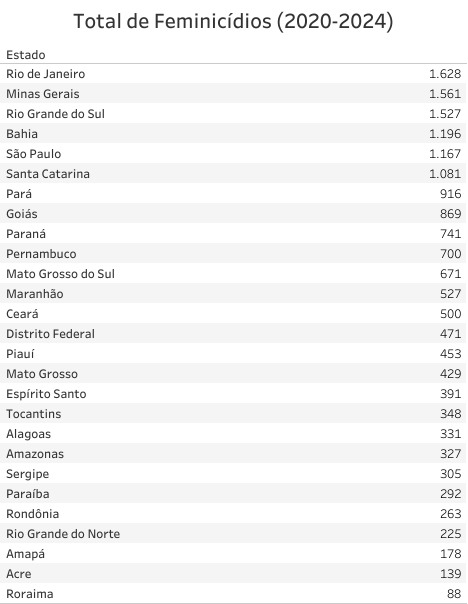 Total de Feminicídios (2020-2024)
Estado
Rio de Janeiro 1.628
Minas Gerais 1.561
Rio Grande do Sul 1.527
Bahia 1.196
São Paulo 1.167
Santa Catarina 1.081
Pará 916
Goiás 869
Paraná 741
Pernambuco 700
Mato Grosso do Sul 671
Maranhão 527
Ceará 500
Distrito Federal 471
Piauí 453
Mato Grosso 429
Espírito Santo 391
Tocantins 348
Alagoas 331
Amazonas 327
Sergipe 305
Paraíba 292
Rondônia 263
Rio Grande do Norte 225
Amapá 178
Acre 139
Roraima 88